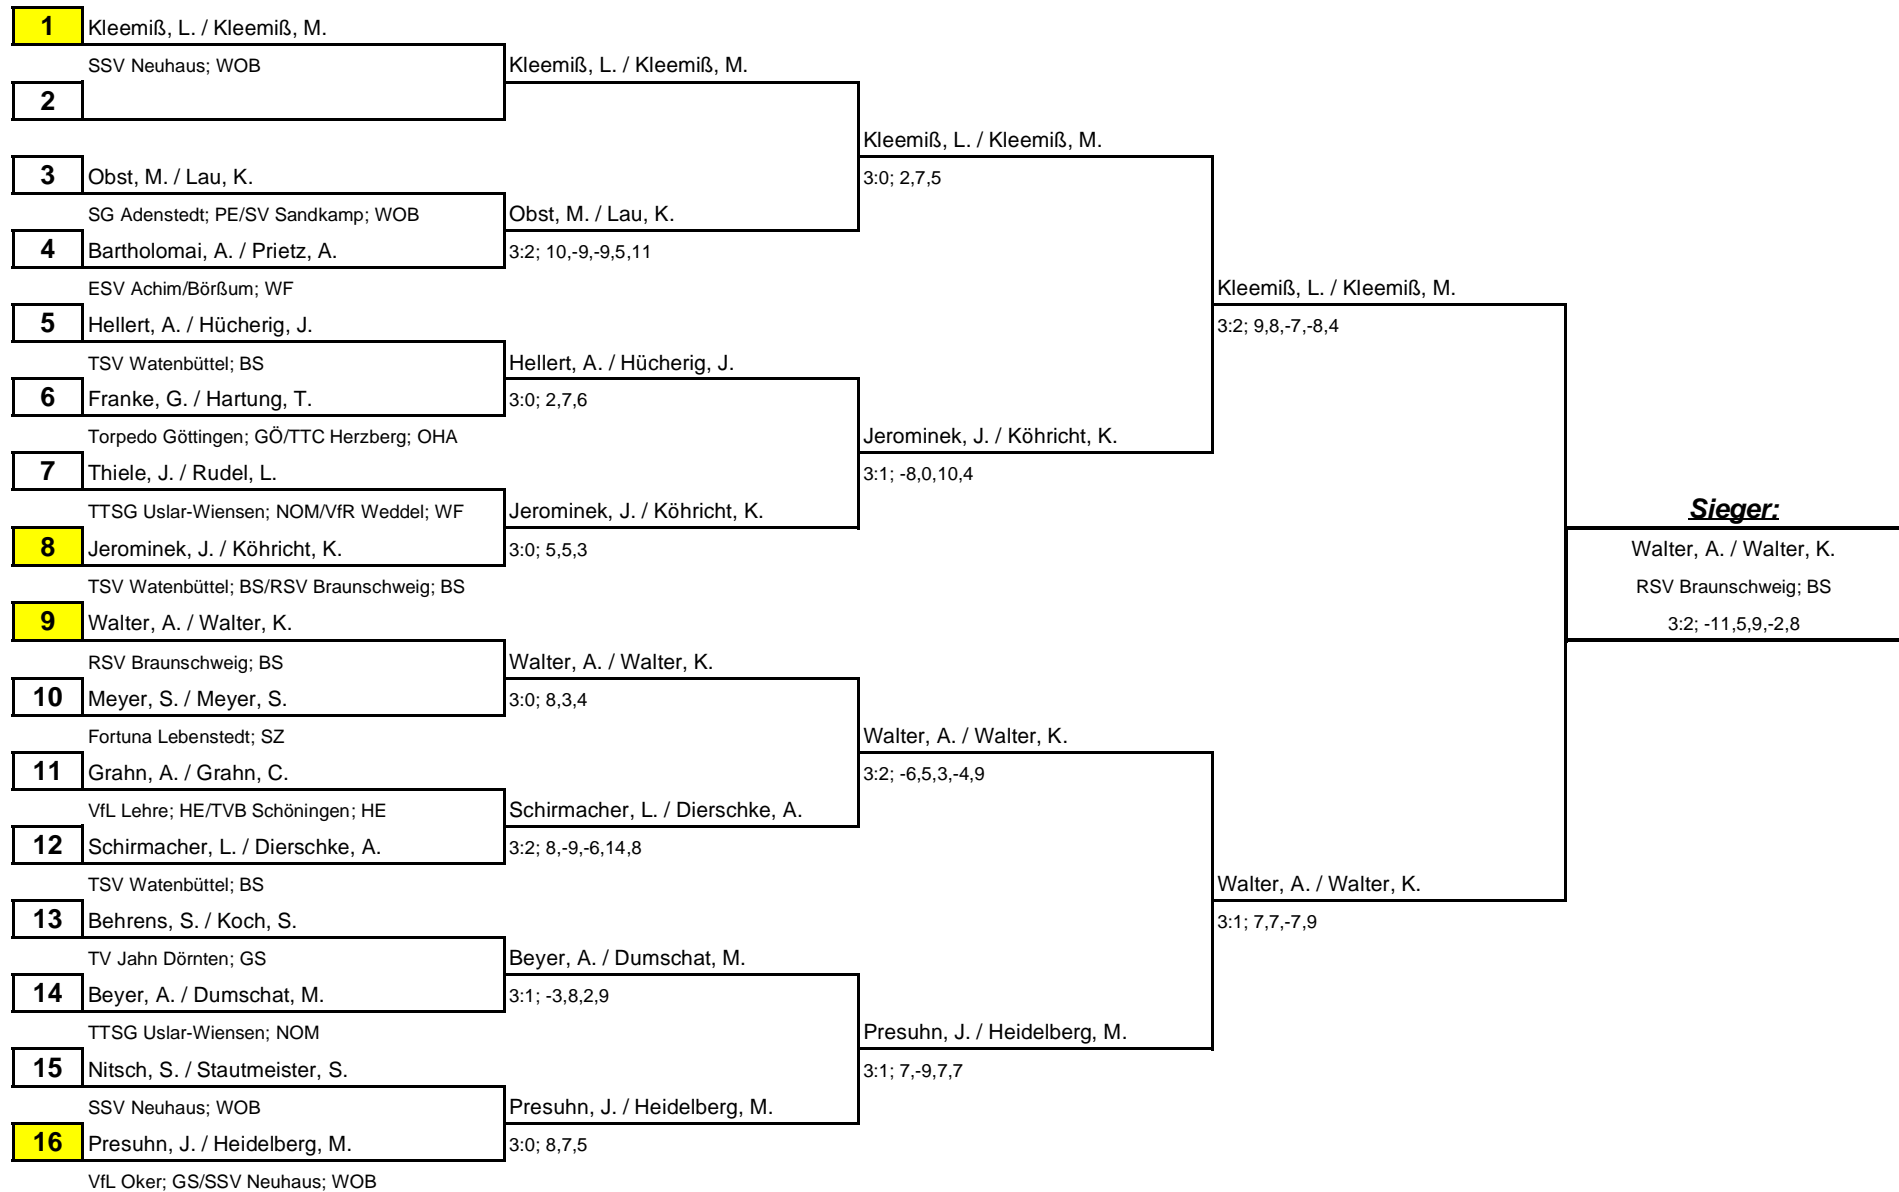 1 Kleemiß, L. / Kleemiß, M.
SSV Neuhaus; WOB
2
3 Obst, M. / Lau, K.
SG Adenstedt; PE/SV Sandkamp; WOB
4 Bartholomai, A. / Prietz, A.
ESV Achim/Börßum; WF
5 Hellert, A. / Hücherig, J.
TSV Watenbüttel; BS
6 Franke, G. / Hartung, T.
Torpedo Göttingen; GÖ/TTC Herzberg; OHA
7 Thiele, J. / Rudel, L.
TTSG Uslar-Wiensen; NOM/VfR Weddel; WF
8 Jerominek, J. / Köhricht, K.
TSV Watenbüttel; BS/RSV Braunschweig; BS
9 Walter, A. / Walter, K.
RSV Braunschweig; BS
10 Meyer, S. / Meyer, S.
Fortuna Lebenstedt; SZ
11 Grahn, A. / Grahn, C.
VfL Lehre; HE/TVB Schöningen; HE
12 Schirmacher, L. / Dierschke, A.
TSV Watenbüttel; BS
13 Behrens, S. / Koch, S.
TV Jahn Dörnten; GS
14 Beyer, A. / Dumschat, M.
TTSG Uslar-Wiensen; NOM
15 Nitsch, S. / Stautmeister, S.
SSV Neuhaus; WOB
16 Presuhn, J. / Heidelberg, M.
VfL Oker; GS/SSV Neuhaus; WOB
Kleemiß, L. / Kleemiß, M.
Obst, M. / Lau, K.
3:2; 10,-9,-9,5,11
Hellert, A. / Hücherig, J.
3:0; 2,7,6
Jerominek, J. / Köhricht, K.
3:0; 5,5,3
Walter, A. / Walter, K.
3:0; 8,3,4
Schirmacher, L. / Dierschke, A.
3:2; 8,-9,-6,14,8
Beyer, A. / Dumschat, M.
3:1; -3,8,2,9
Presuhn, J. / Heidelberg, M.
3:0; 8,7,5
Kleemiß, L. / Kleemiß, M.
3:0; 2,7,5
Jerominek, J. / Köhricht, K.
3:1; -8,0,10,4
Walter, A. / Walter, K.
3:2; -6,5,3,-4,9
Presuhn, J. / Heidelberg, M.
3:1; 7,-9,7,7
Kleemiß, L. / Kleemiß, M.
3:2; 9,8,-7,-8,4
Walter, A. / Walter, K.
3:1; 7,7,-7,9
Sieger:
Walter, A. / Walter, K.
RSV Braunschweig; BS
3:2; -11,5,9,-2,8